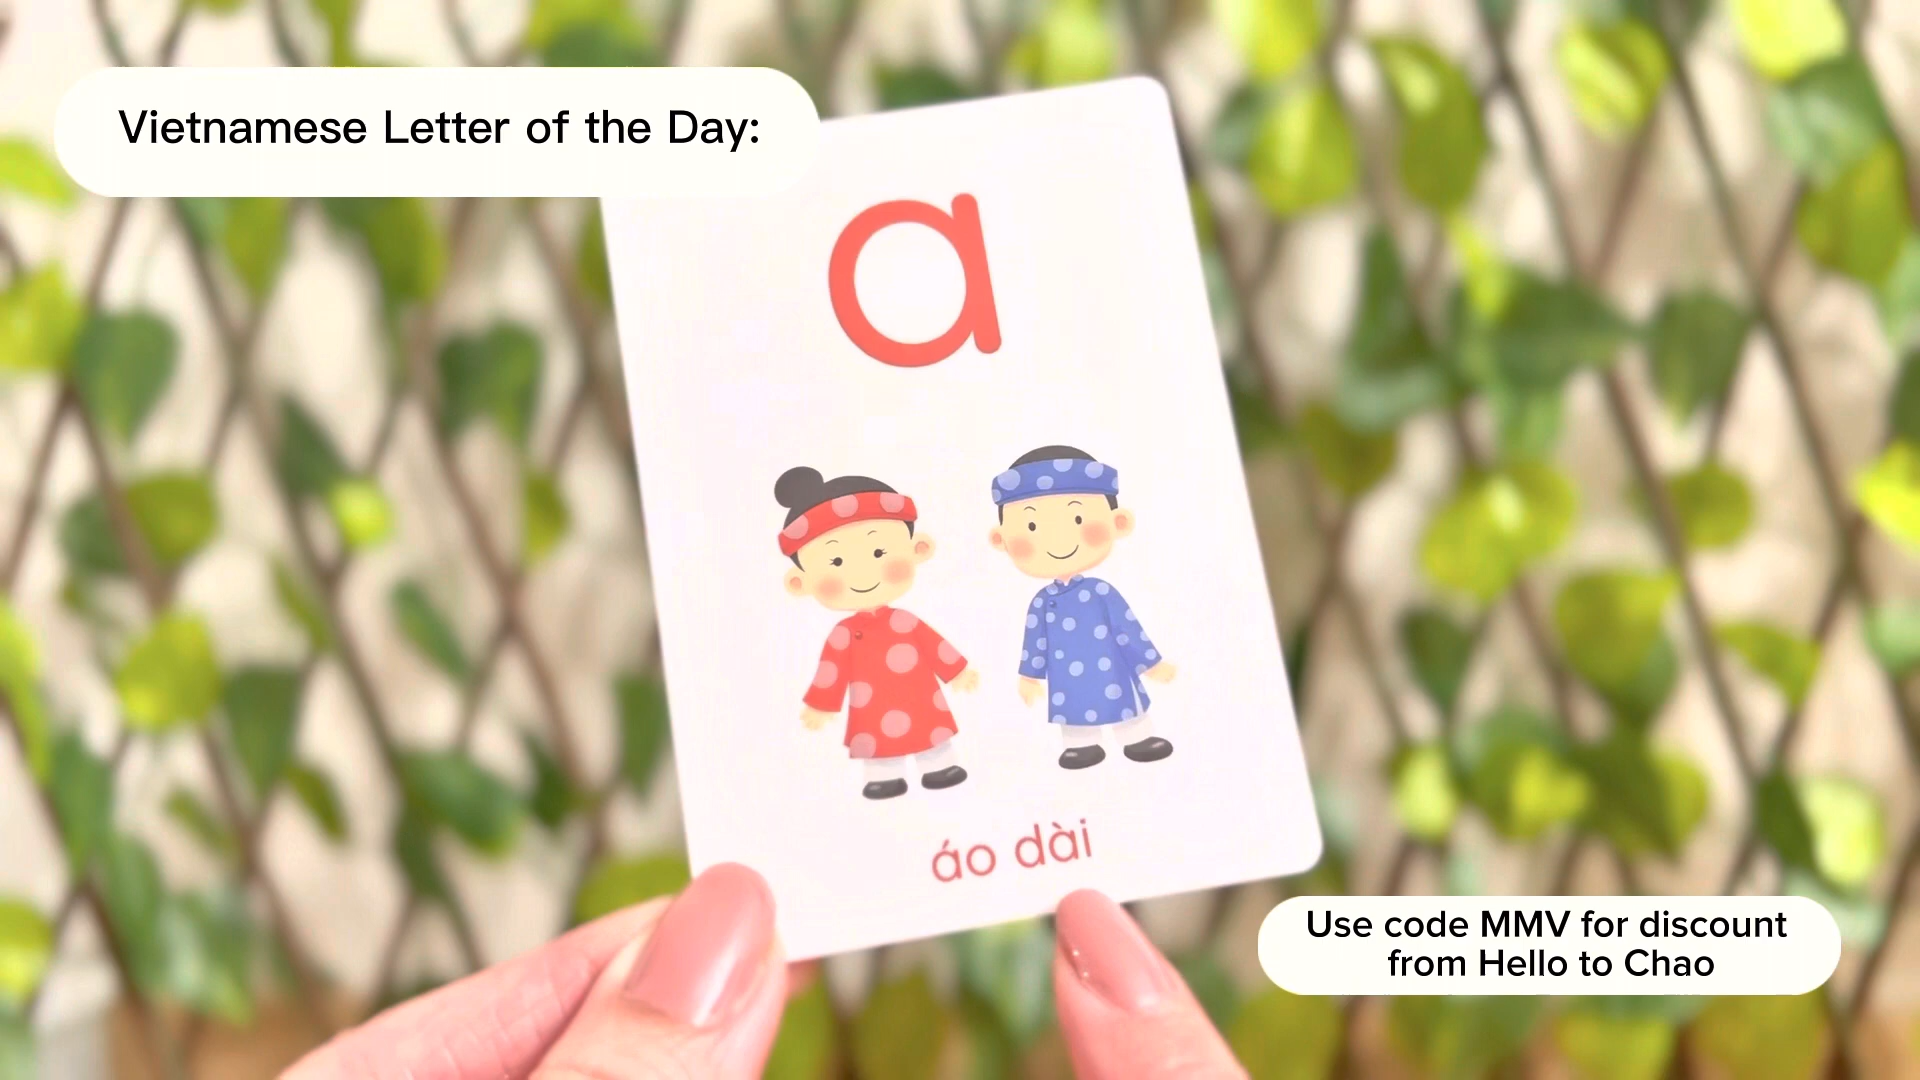 Vietnamese Letter of the Day:
a
áo dài
Use code MMV for discount
from Hello to Chao